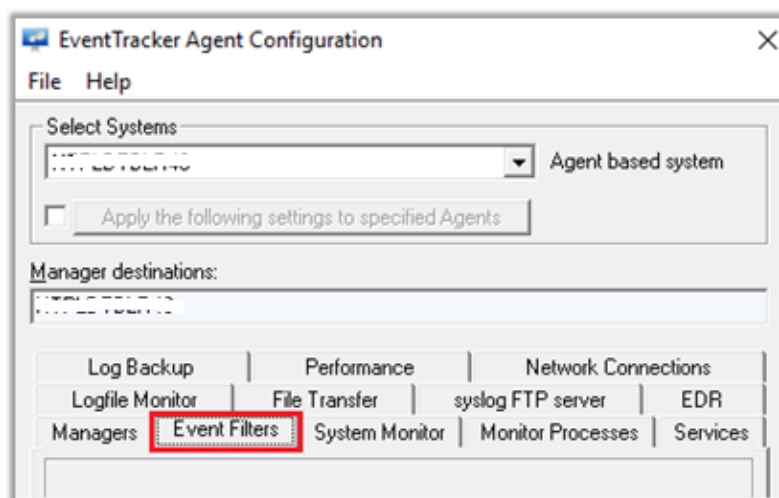 EventTracker Agent Configuration
File Help
Select Systems
Agent based system
Apply the following settings to specified Agents
Manager destinations:
Log Backup Performance Network Connections
Logfile Monitor File Transfer syslog FTP server EDR
Managers Event Filters System Monitor Monitor Processes Services